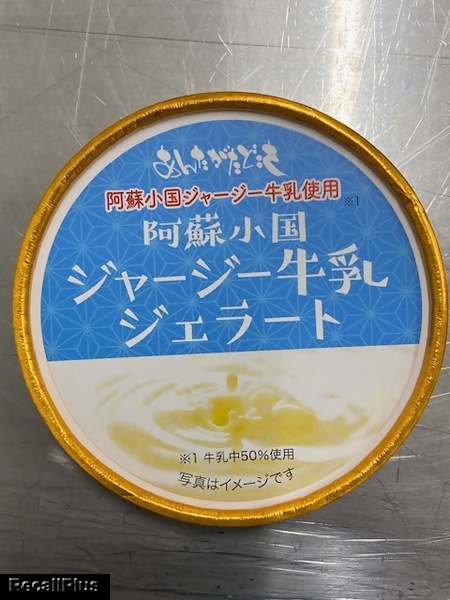 あんたがたどこさ
阿蘇小国ジャージー牛乳使用 ※1
阿蘇小国
ジャージー牛乳
ジェラート
※1 牛乳中50%使用
写真はイメージです
RecallPlus